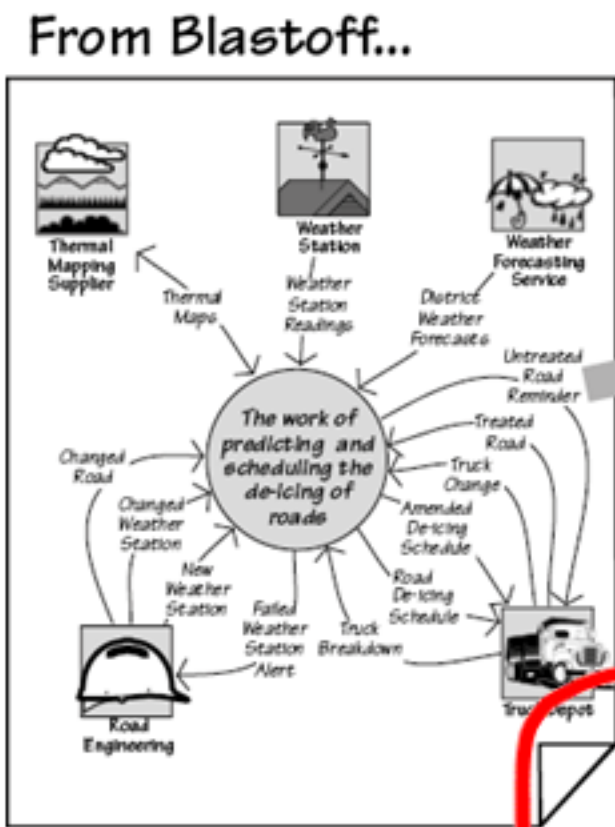 From Blastoff...
Thermal
Mapping
Supplier
Weather
Station
Weather
Forecasting
Service
Thermal
Maps
Weather
Station
Readings
District
Weather
Forecasts
Untreated
Road
Reminder
The work of
predicting and
scheduling the
de-icing of
roads
Treated
Road
Truck
Change
Changed
Road
Changed
Weather
Station
Amended
De-icing
Schedule
New
Weather
Station
Road
De-icing
Schedule
Failed
Weather
Station
Alert
Truck
Breakdown
Road
Engineering
Truck Depot